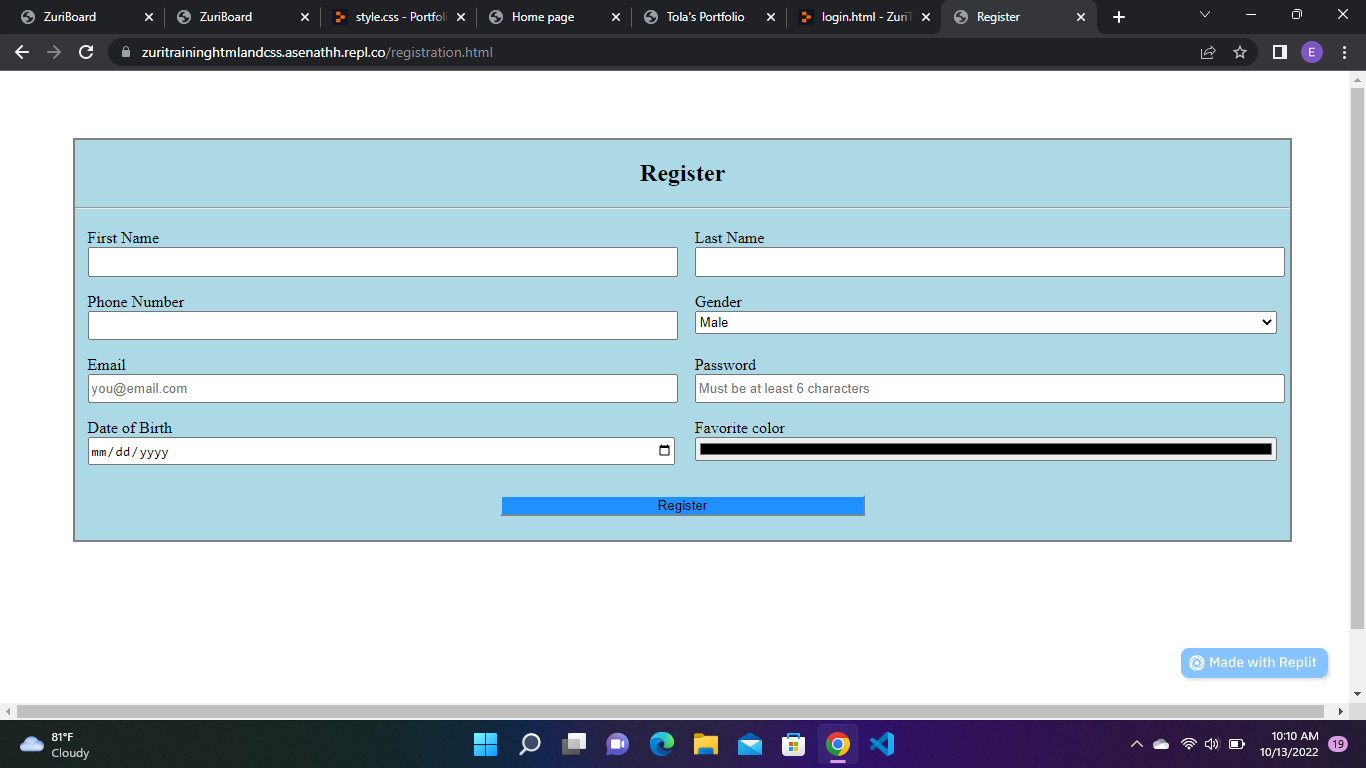 ZuriBoard
ZuriBoard
style.css - Portfoli
Home page
Tola's Portfolio
login.html - ZuriT
Register
zuritraininghtmlandcss.asenathh.repl.co/registration.html
E
Register
First Name
Last Name
Phone Number
Gender
Male
Email
Password
you@email.com
Must be at least 6 characters
Date of Birth
Favorite color
mm/dd/yyyy
Register
Made with Replit
81°F
Cloudy
10:10 AM
10/13/2022
19